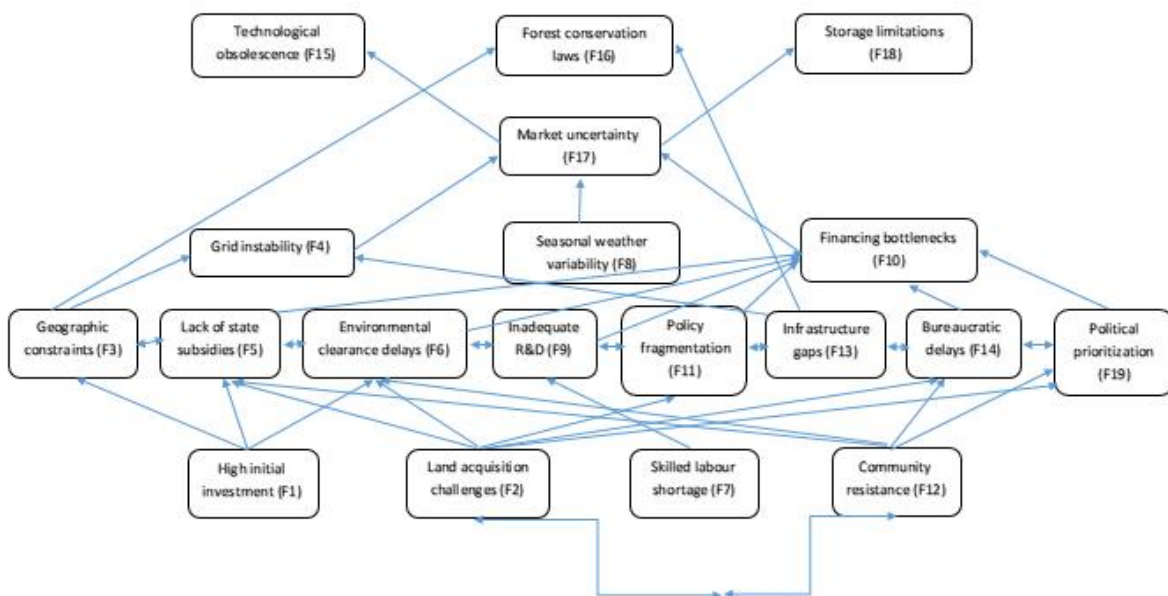 Technological
obsolescence (F15)
Forest conservation
laws (F16)
Storage limitations
(F18)
Market uncertainty
(F17)
Grid instability (F4)
Seasonal weather
variability (F8)
Financing bottlenecks
(F10)
Geographic
constraints (F3)
Lack of state
subsidies (F5)
Environmental
clearance delays (F6)
Inadequate
R&D (F9)
Policy
fragmentation
(F11)
Infrastructure
gaps (F13)
Bureaucratic
delays (F14)
Political
prioritization
(F19)
High initial
investment (F1)
Land acquisition
challenges (F2)
Skilled labour
shortage (F7)
Community
resistance (F12)